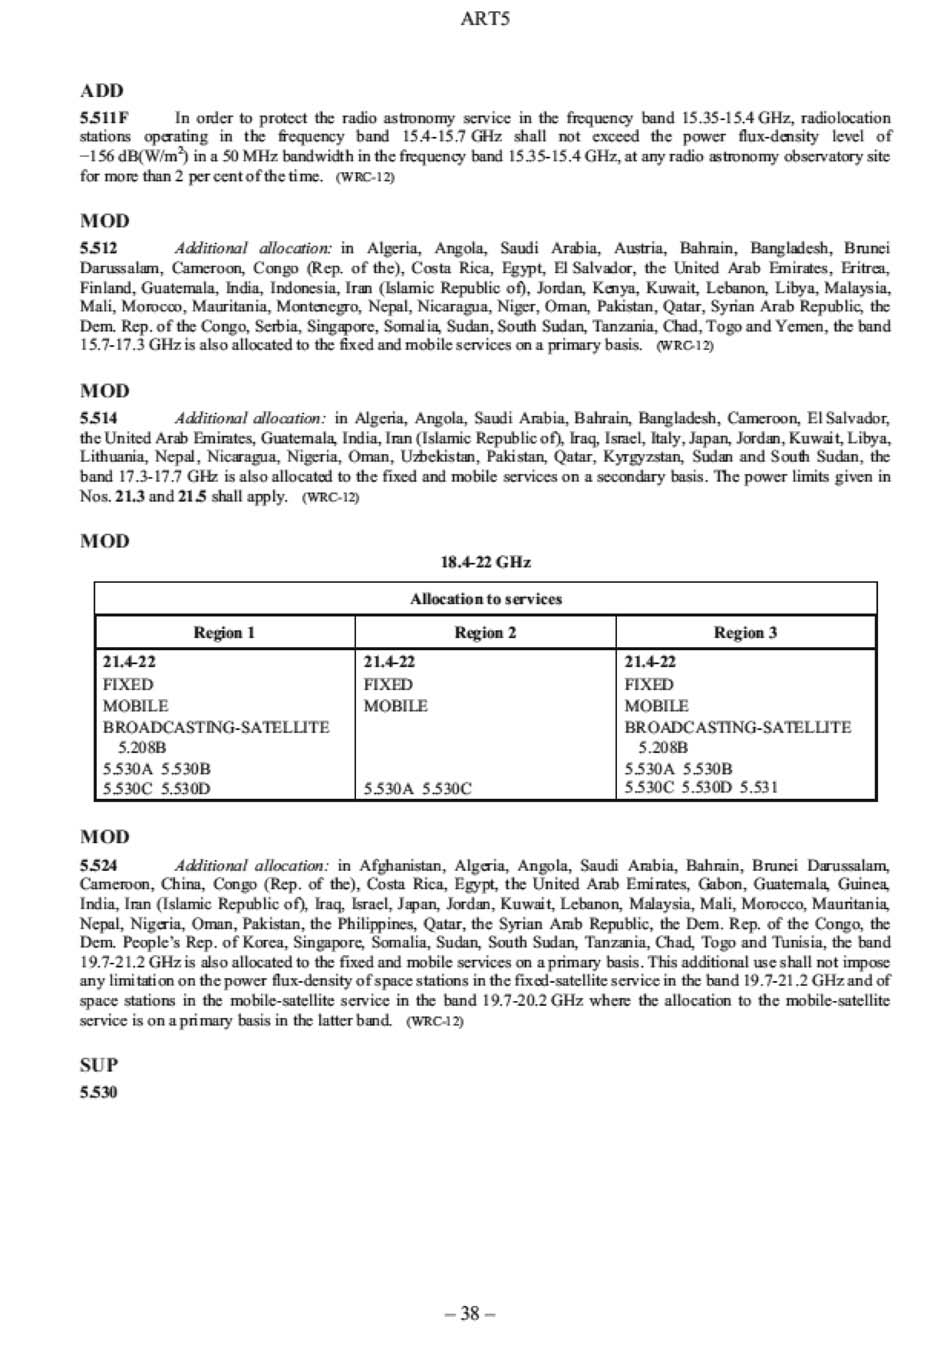 ART5
ADD
5.511F In order to protect the radio astronomy service in the frequency band 15.35-15.4 GHz, radiolocation
stations operating in the frequency band 15.4-15.7 GHz shall not exceed the power flux-density level of
−156 dB(W/m²) in a 50 MHz bandwidth in the frequency band 15.35-15.4 GHz, at any radio astronomy observatory site
for more than 2 per cent of the time. (WRC-12)
MOD
5.512 Additional allocation: in Algeria, Angola, Saudi Arabia, Austria, Bahrain, Bangladesh, Brunei
Darussalam, Cameroon, Congo (Rep. of the), Costa Rica, Egypt, El Salvador, the United Arab Emirates, Eritrea,
Finland, Guatemala, India, Indonesia, Iran (Islamic Republic of), Jordan, Kenya, Kuwait, Lebanon, Libya, Malaysia,
Mali, Morocco, Mauritania, Montenegro, Nepal, Nicaragua, Niger, Oman, Pakistan, Qatar, Syrian Arab Republic, the
Dem. Rep. of the Congo, Serbia, Singapore, Somalia, Sudan, South Sudan, Tanzania, Chad, Togo and Yemen, the band
15.7-17.3 GHz is also allocated to the fixed and mobile services on a primary basis. (WRC-12)
MOD
5.514 Additional allocation: in Algeria, Angola, Saudi Arabia, Bahrain, Bangladesh, Cameroon, El Salvador,
the United Arab Emirates, Guatemala, India, Iran (Islamic Republic of), Iraq, Israel, Italy, Japan, Jordan, Kuwait, Libya,
Lithuania, Nepal, Nicaragua, Nigeria, Oman, Uzbekistan, Pakistan, Qatar, Kyrgyzstan, Sudan and South Sudan, the
band 17.3-17.7 GHz is also allocated to the fixed and mobile services on a secondary basis. The power limits given in
Nos. 21.3 and 21.5 shall apply. (WRC-12)
MOD
18.4-22 GHz
Allocation to services
Region 1 Region 2 Region 3
21.4-22 21.4-22 21.4-22
FIXED FIXED FIXED
MOBILE MOBILE MOBILE
BROADCASTING-SATELLITE BROADCASTING-SATELLITE
5.208B 5.208B
5.530A 5.530B 5.530A 5.530B
5.530C 5.530D 5.530A 5.530C 5.530C 5.530D 5.531
MOD
5.524 Additional allocation: in Afghanistan, Algeria, Angola, Saudi Arabia, Bahrain, Brunei Darussalam,
Cameroon, China, Congo (Rep. of the), Costa Rica, Egypt, the United Arab Emirates, Gabon, Guatemala, Guinea,
India, Iran (Islamic Republic of), Iraq, Israel, Japan, Jordan, Kuwait, Lebanon, Malaysia, Mali, Morocco, Mauritania,
Nepal, Nigeria, Oman, Pakistan, the Philippines, Qatar, the Syrian Arab Republic, the Dem. Rep. of the Congo, the
Dem. People's Rep. of Korea, Singapore, Somalia, Sudan, South Sudan, Tanzania, Chad, Togo and Tunisia, the band
19.7-21.2 GHz is also allocated to the fixed and mobile services on a primary basis. This additional use shall not impose
any limitation on the power flux-density of space stations in the fixed-satellite service in the band 19.7-21.2 GHz and of
space stations in the mobile-satellite service in the band 19.7-20.2 GHz where the allocation to the mobile-satellite
service is on a primary basis in the latter band. (WRC-12)
SUP
5.530
– 38 –